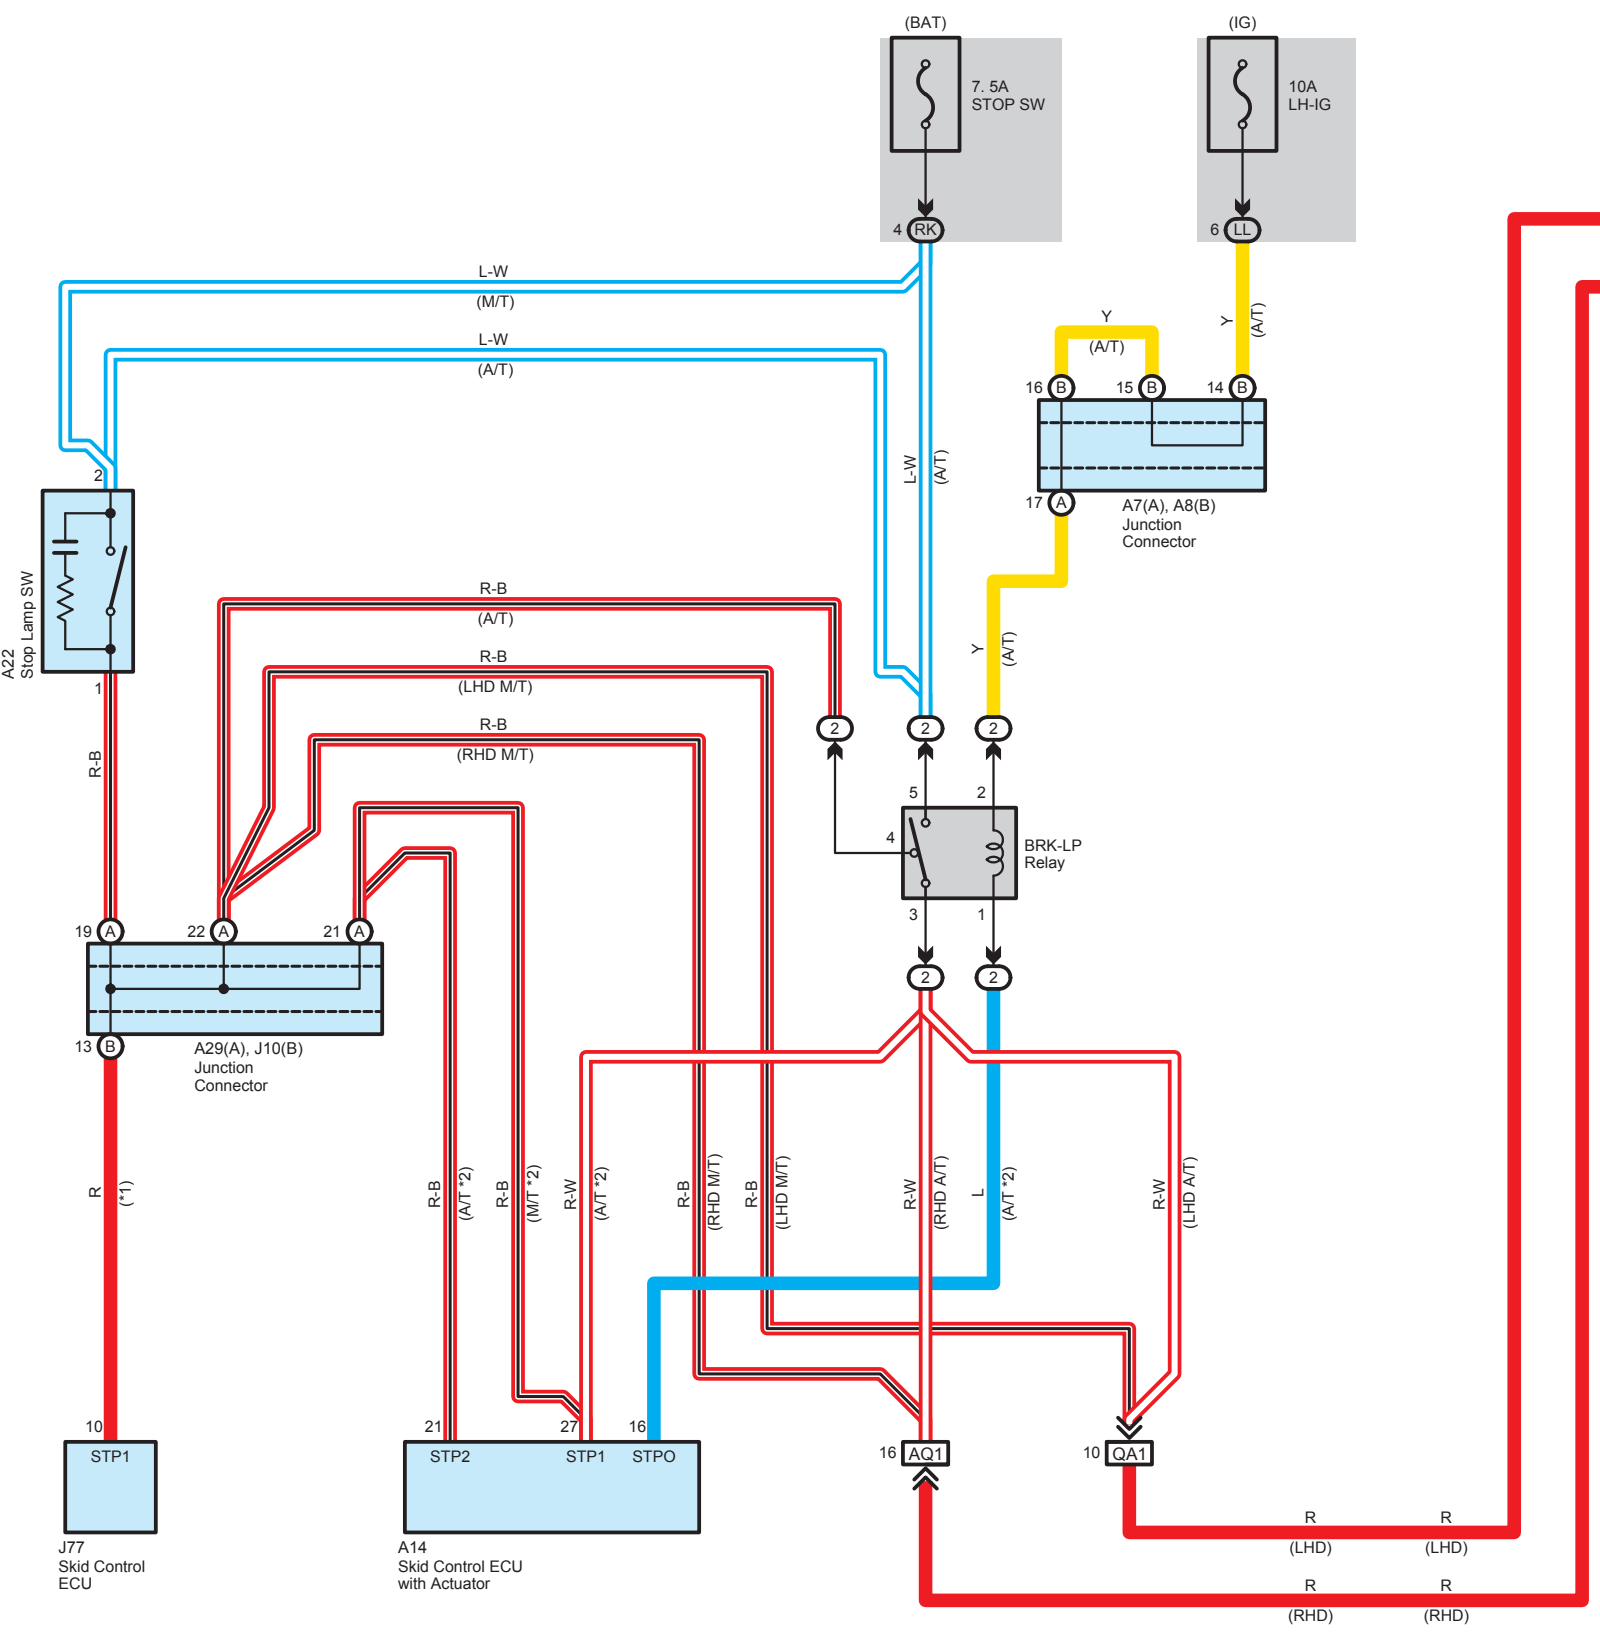 (BAT)
(IG)
7. 5A
STOP SW
10A
LH-IG
4 RK
6 LL
L-W
(M/T)
L-W
(A/T)
Y
(A/T)
Y
(A/T)
16 B
15 B
14 B
2
L-W
(A/T)
17 A
A7(A), A8(B)
Junction
Connector
A22
Stop Lamp SW
R-B
(A/T)
R-B
(LHD M/T)
Y
(A/T)
1
R-B
(RHD M/T)
2
2
2
R-B
5
2
4
BRK-LP
Relay
3
1
19 A
22 A
21 A
2
2
13 B
A29(A), J10(B)
Junction
Connector
R
(*1)
R-B
(A/T *2)
R-B
(M/T *2)
R-W
(A/T *2)
R-B
(RHD M/T)
R-B
(LHD M/T)
R-W
(RHD A/T)
L
(A/T *2)
R-W
(LHD A/T)
10
21
27
16
STP1
STP2
STP1
STPO
16 AQ1
10 QA1
J77
Skid Control
ECU
A14
Skid Control ECU
with Actuator
R
(LHD)
R
(LHD)
R
(RHD)
R
(RHD)